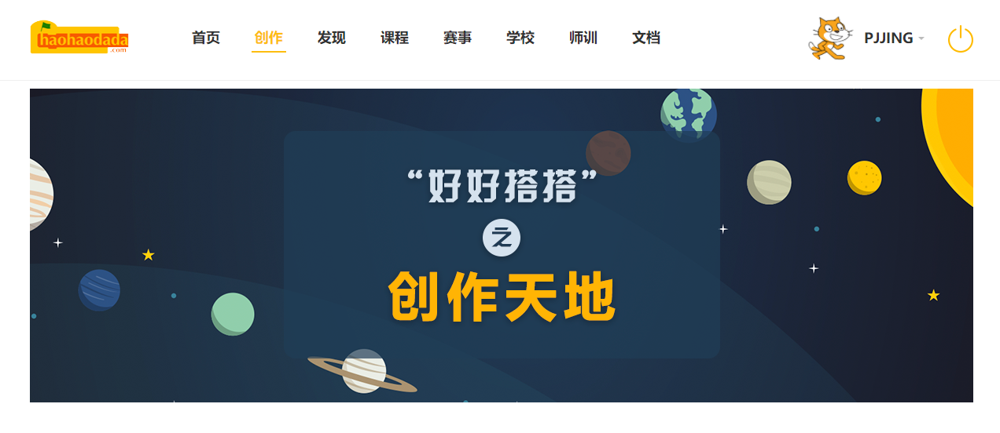 haohaodada
.com
首页 创作 发现 课程 赛事 学校 师训 文档
PJJING
“好好搭搭”
之
创作天地